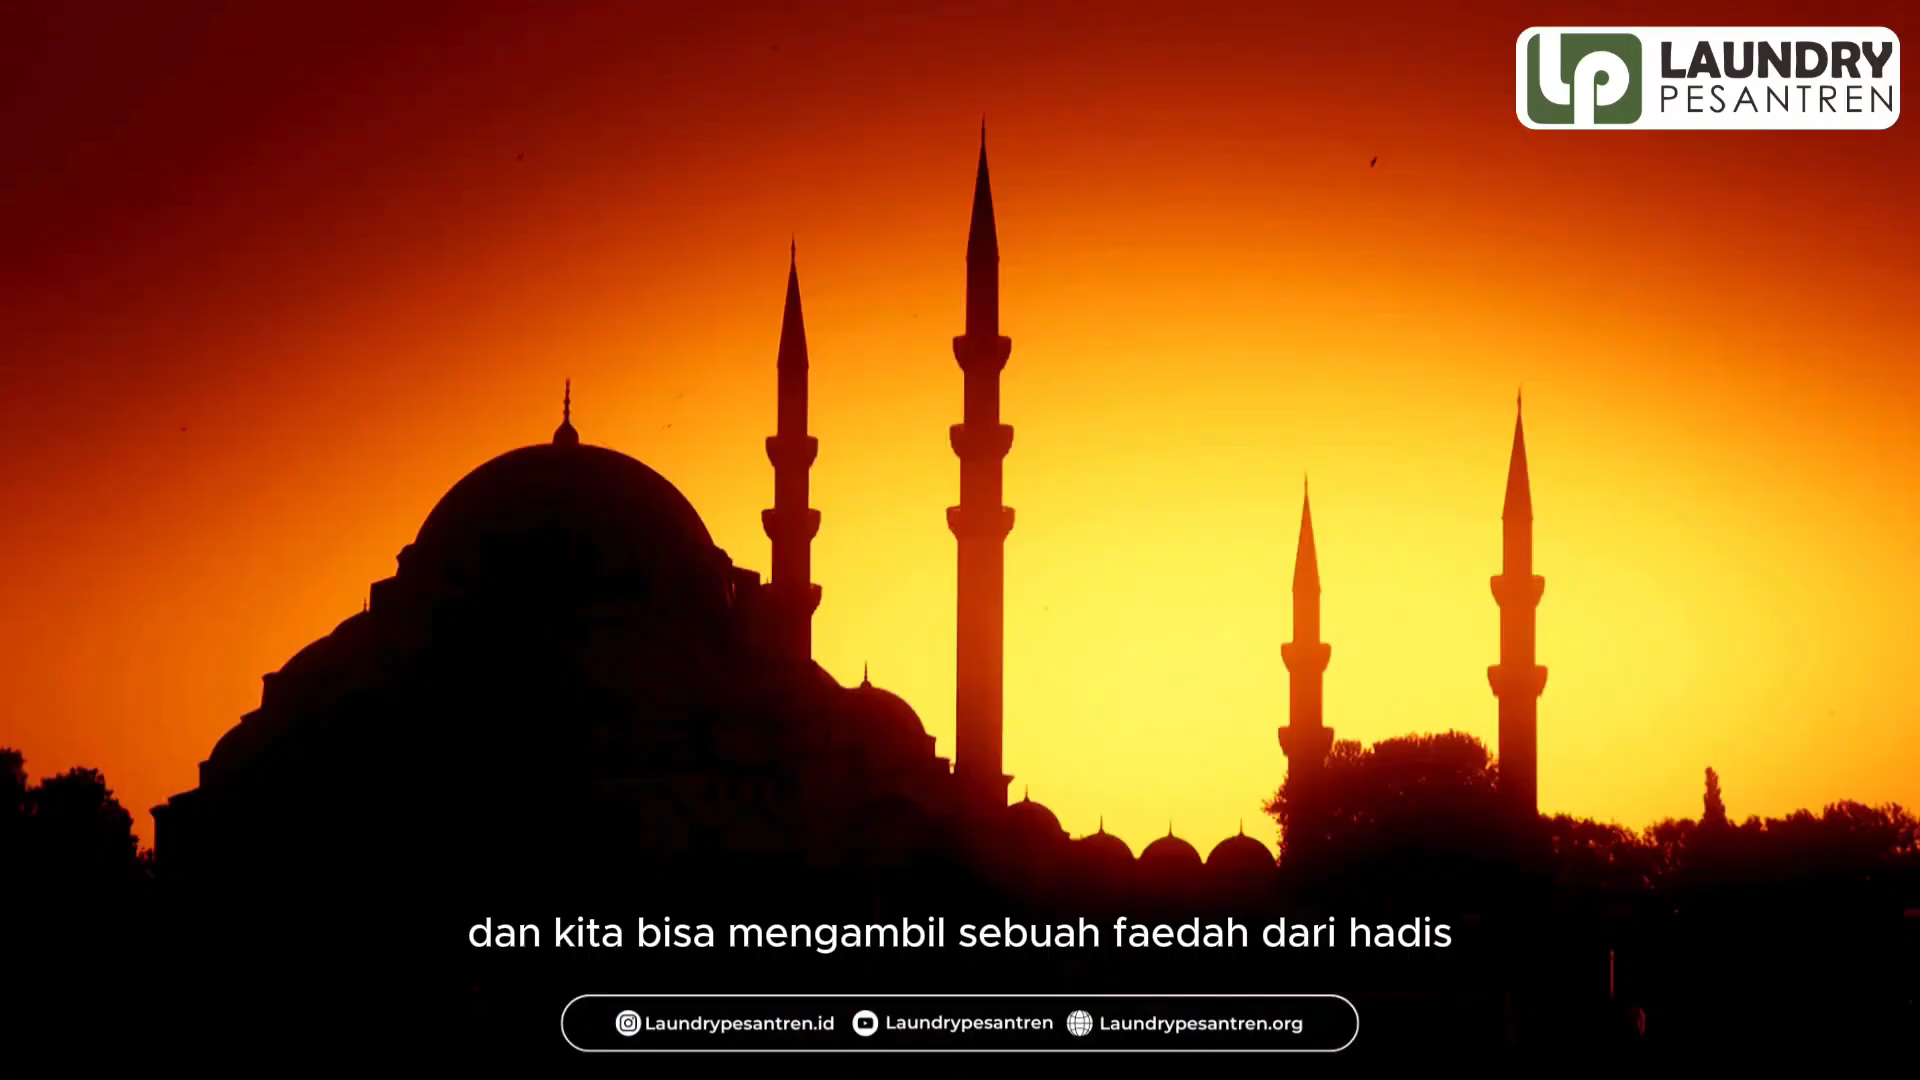 LAUNDRY
PESANTREN
dan kita bisa mengambil sebuah faedah dari hadis
Laundrypesantren.id Laundrypesantren Laundrypesantren.org